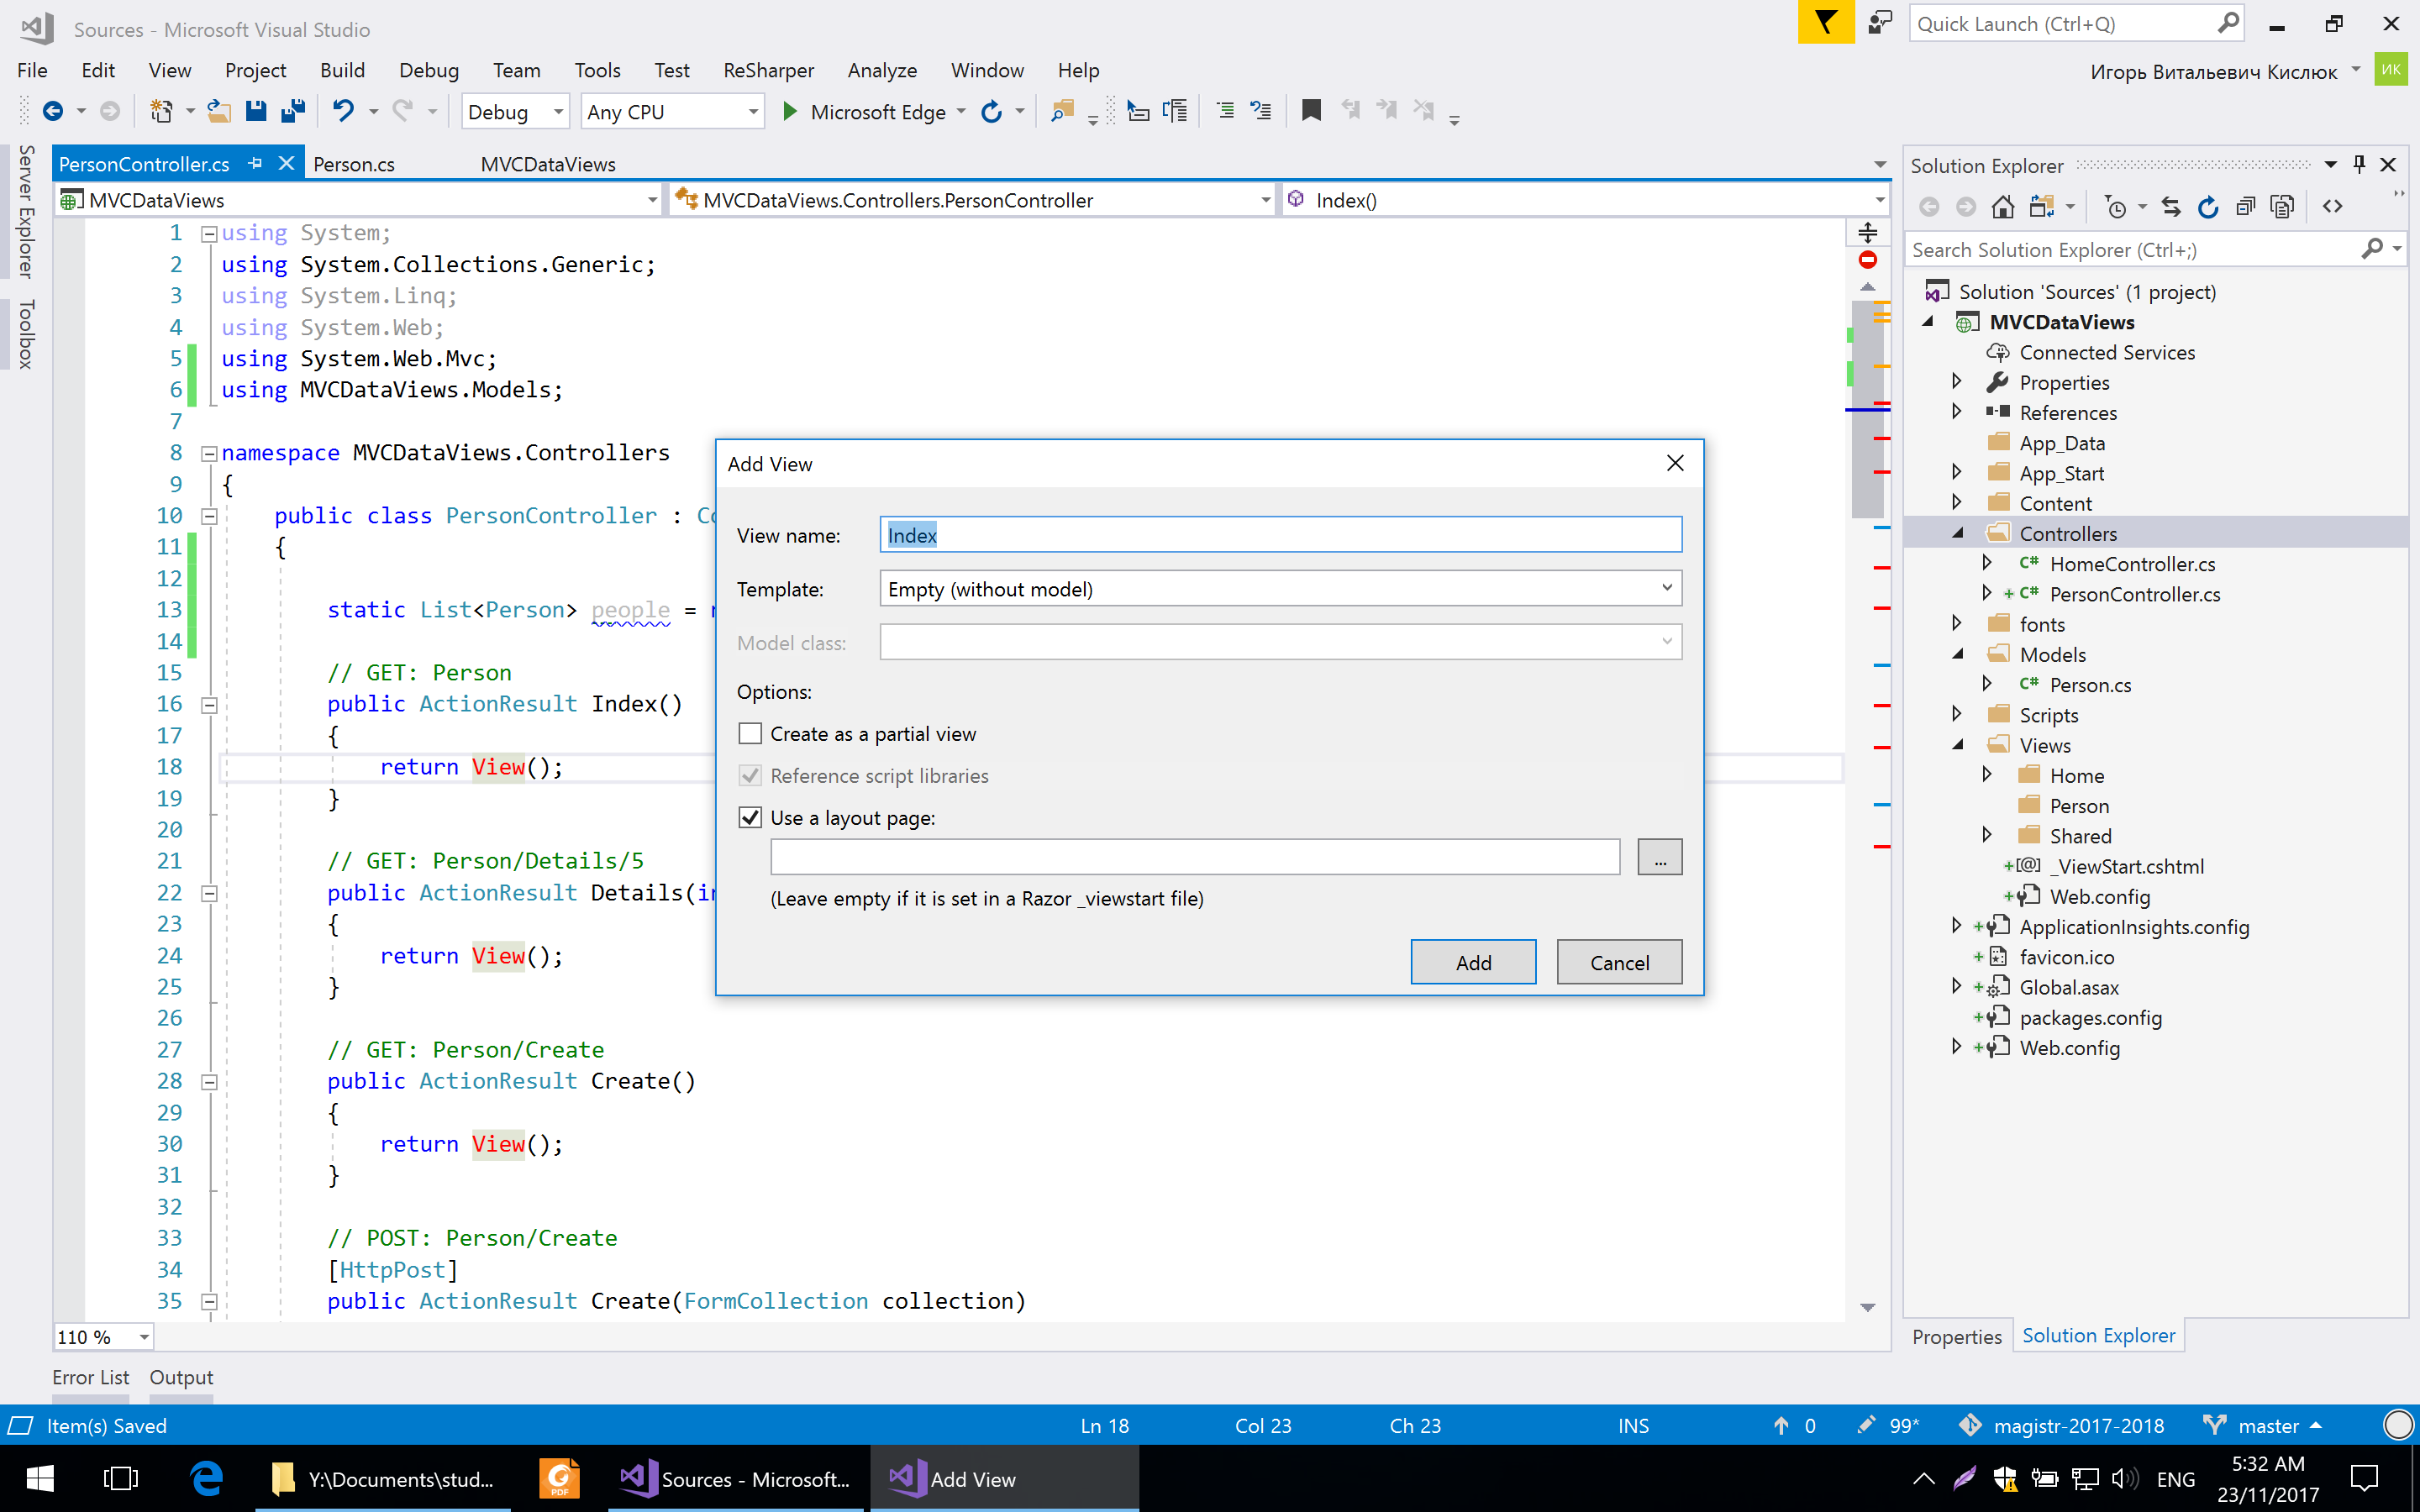 Sources - Microsoft Visual Studio
Quick Launch (Ctrl+Q)
File Edit View Project Build Debug Team Tools Test ReSharper Analyze Window Help
Игорь Витальевич Кислюк
ИК
Debug
Any CPU
Microsoft Edge
Server Explorer
Toolbox
PersonController.cs
Person.cs
MVCDataViews
MVCDataViews
MVCDataViews.Controllers.PersonController
Index()
1 using System;
2 using System.Collections.Generic;
3 using System.Linq;
4 using System.Web;
5 using System.Web.Mvc;
6 using MVCDataViews.Models;
7
8 namespace MVCDataViews.Controllers
9 {
10 public class PersonController :
11 {
12
13 static List<Person> people =
14
15 // GET: Person
16 public ActionResult Index()
17 {
18 return View();
19 }
20
21 // GET: Person/Details/5
22 public ActionResult Details(
23 {
24 return View();
25 }
26
27 // GET: Person/Create
28 public ActionResult Create()
29 {
30 return View();
31 }
32
33 // POST: Person/Create
34 [HttpPost]
35 public ActionResult Create(FormCollection collection)
110 %
Add View
View name:
Index
Template:
Empty (without model)
Model class:
Options:
Create as a partial view
Reference script libraries
Use a layout page:
...
(Leave empty if it is set in a Razor _viewstart file)
Add
Cancel
Solution Explorer
Search Solution Explorer (Ctrl+;)
Solution 'Sources' (1 project)
MVCDataViews
Connected Services
Properties
References
App_Data
App_Start
Content
Controllers
C# HomeController.cs
+ C# PersonController.cs
fonts
Models
C# Person.cs
Scripts
Views
Home
Person
Shared
+[@] _ViewStart.cshtml
+ Web.config
+ ApplicationInsights.config
+ favicon.ico
+ Global.asax
+ packages.config
+ Web.config
Properties
Solution Explorer
Error List
Output
Item(s) Saved
Ln 18
Col 23
Ch 23
INS
0
99*
magistr-2017-2018
master
Y:\Documents\stud...
PDF
Sources - Microsoft...
Add View
ENG
5:32 AM
23/11/2017